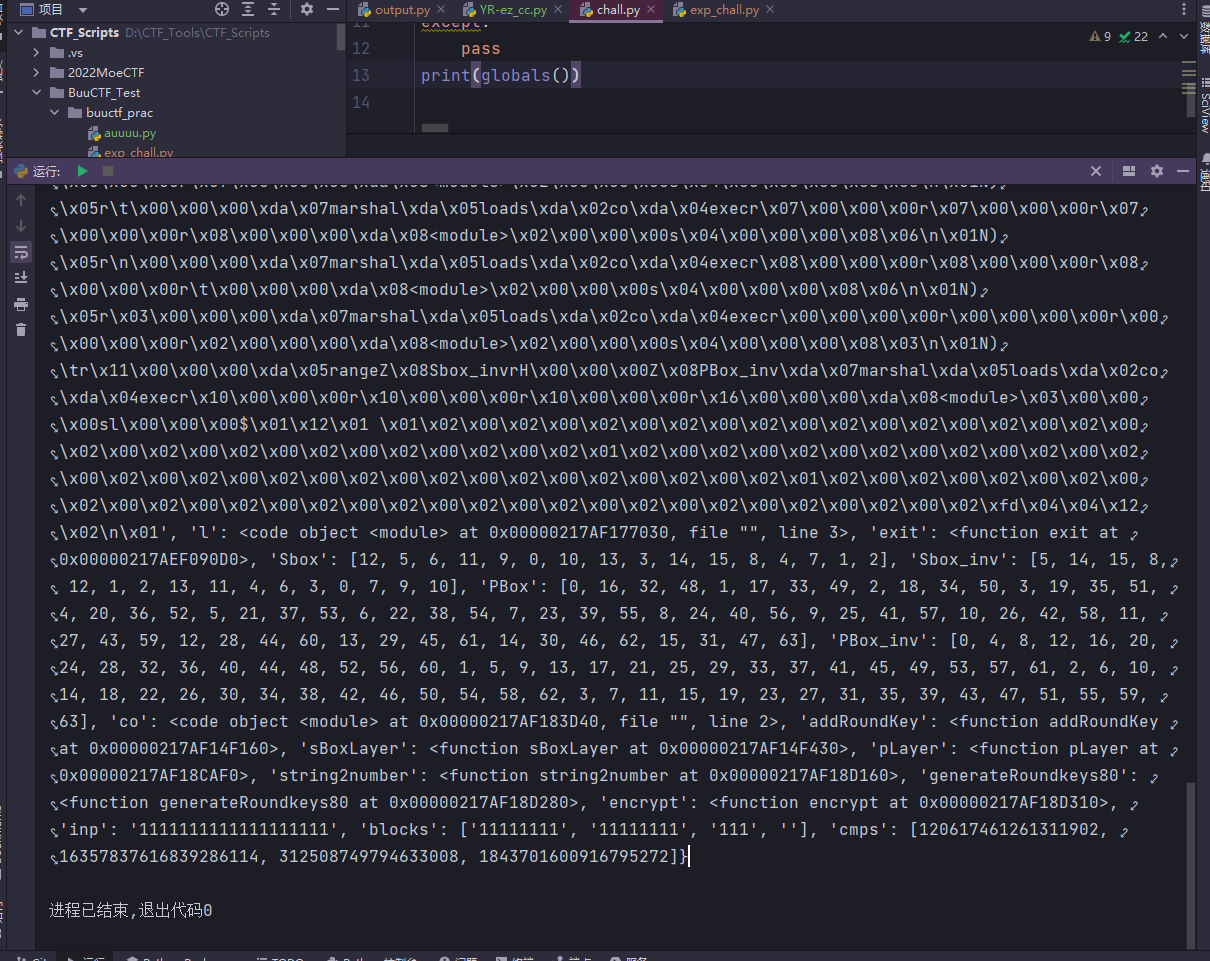 项目
output.py
YR-ez_cc.py
chall.py
exp_chall.py
CTF_Scripts D:\CTF_Tools\CTF_Scripts
.vs
2022MoeCTF
BuuCTF_Test
buuctf_prac
auuuu.py
exp_chall.py
11 except:
12 pass
13 print(globals())
14
9 22
SciView
运行:
\x05r\t\x00\x00\x00\xda\x07marshal\xda\x05loads\xda\x02co\xda\x04execr\x07\x00\x00\x00r\x07\x00\x00\x00r\x07
\x00\x00\x00r\x08\x00\x00\x00\xda\x08<module>\x02\x00\x00\x00s\x04\x00\x00\x00\x08\x06\n\x01N)
\x05r\n\x00\x00\x00\xda\x07marshal\xda\x05loads\xda\x02co\xda\x04execr\x08\x00\x00\x00r\x08\x00\x00\x00r\x08
\x00\x00\x00r\t\x00\x00\x00\xda\x08<module>\x02\x00\x00\x00s\x04\x00\x00\x00\x08\x06\n\x01N)
\x05r\x03\x00\x00\x00\xda\x07marshal\xda\x05loads\xda\x02co\xda\x04execr\x00\x00\x00\x00r\x00\x00\x00\x00r\x00
\x00\x00\x00r\x02\x00\x00\x00\xda\x08<module>\x02\x00\x00\x00s\x04\x00\x00\x00\x08\x03\n\x01N)
\tr\x11\x00\x00\x00\xda\x05rangeZ\x08Sbox_invrH\x00\x00\x00Z\x08PBox_inv\xda\x07marshal\xda\x05loads\xda\x02co
\xda\x04execr\x10\x00\x00\x00r\x10\x00\x00\x00r\x10\x00\x00\x00r\x16\x00\x00\x00\xda\x08<module>\x03\x00\x00
\x00sl\x00\x00\x00$\x01\x12\x01 \x01\x02\x00\x02\x00\x02\x00\x02\x00\x02\x00\x02\x00\x02\x00\x02\x00\x02\x00
\x02\x00\x02\x00\x02\x00\x02\x00\x02\x00\x02\x01\x02\x00\x02\x00\x02\x00\x02\x00\x02\x00\x02\x00\x02\x00\x02
\x00\x02\x00\x02\x00\x02\x00\x02\x00\x02\x00\x02\x00\x02\x00\x02\x01\x02\x00\x02\x00\x02\x00\x02\x00\x02\x00
\x02\x00\x02\x00\x02\x00\x02\x00\x02\x00\x02\x00\x02\x00\x02\x00\x02\x00\x02\x00\x02\x00\x02\xfd\x04\x04\x12
\x02\n\x01', 'l': <code object <module> at 0x00000217AF177030, file "", line 3>, 'exit': <function exit at
0x00000217AEF090D0>, 'Sbox': [12, 5, 6, 11, 9, 0, 10, 13, 3, 14, 15, 8, 4, 7, 1, 2], 'Sbox_inv': [5, 14, 15, 8,
12, 1, 2, 13, 11, 4, 6, 3, 0, 7, 9, 10], 'PBox': [0, 16, 32, 48, 1, 17, 33, 49, 2, 18, 34, 50, 3, 19, 35, 51,
4, 20, 36, 52, 5, 21, 37, 53, 6, 22, 38, 54, 7, 23, 39, 55, 8, 24, 40, 56, 9, 25, 41, 57, 10, 26, 42, 58, 11,
27, 43, 59, 12, 28, 44, 60, 13, 29, 45, 61, 14, 30, 46, 62, 15, 31, 47, 63], 'PBox_inv': [0, 4, 8, 12, 16, 20,
24, 28, 32, 36, 40, 44, 48, 52, 56, 60, 1, 5, 9, 13, 17, 21, 25, 29, 33, 37, 41, 45, 49, 53, 57, 61, 2, 6, 10,
14, 18, 22, 26, 30, 34, 38, 42, 46, 50, 54, 58, 62, 3, 7, 11, 15, 19, 23, 27, 31, 35, 39, 43, 47, 51, 55, 59,
63], 'co': <code object <module> at 0x00000217AF183D40, file "", line 2>, 'addRoundKey': <function addRoundKey
at 0x00000217AF14F160>, 'sBoxLayer': <function sBoxLayer at 0x00000217AF14F430>, 'pLayer': <function pLayer at
0x00000217AF18CAF0>, 'string2number': <function string2number at 0x00000217AF18D160>, 'generateRoundkeys80':
<function generateRoundkeys80 at 0x00000217AF18D280>, 'encrypt': <function encrypt at 0x00000217AF18D310>,
'inp': '1111111111111111111', 'blocks': ['11111111', '11111111', '111', ''], 'cmps': [120617461261311902,
16357837616839286114, 312508749794633008, 1843701600916795272]}
进程已结束,退出代码0